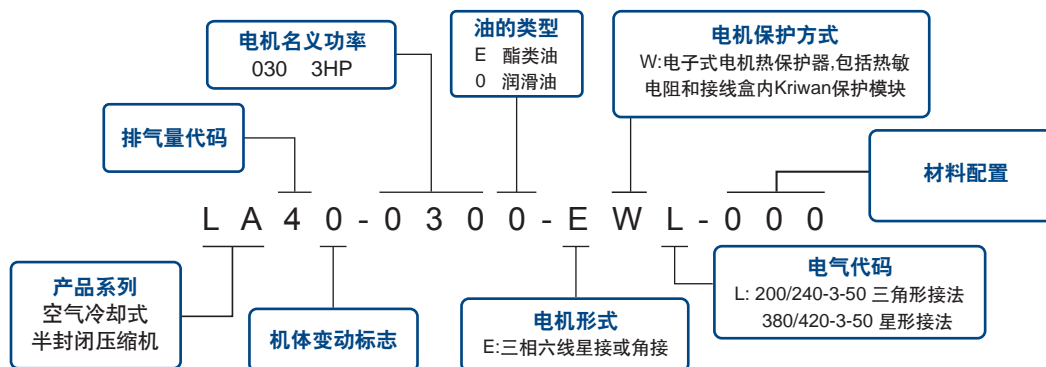 电机名义功率
030 3HP
油的类型
E 酯类油
0 润滑油
电机保护方式
W:电子式电机热保护器,包括热敏
电阻和接线盒内Kriwan保护模块
排气量代码
材料配置
LA40-0300-EWL-000
产品系列
空气冷却式
半封闭压缩机
机体变动标志
电机形式
E:三相六线星接或角接
电气代码
L: 200/240-3-50 三角形接法
380/420-3-50 星形接法